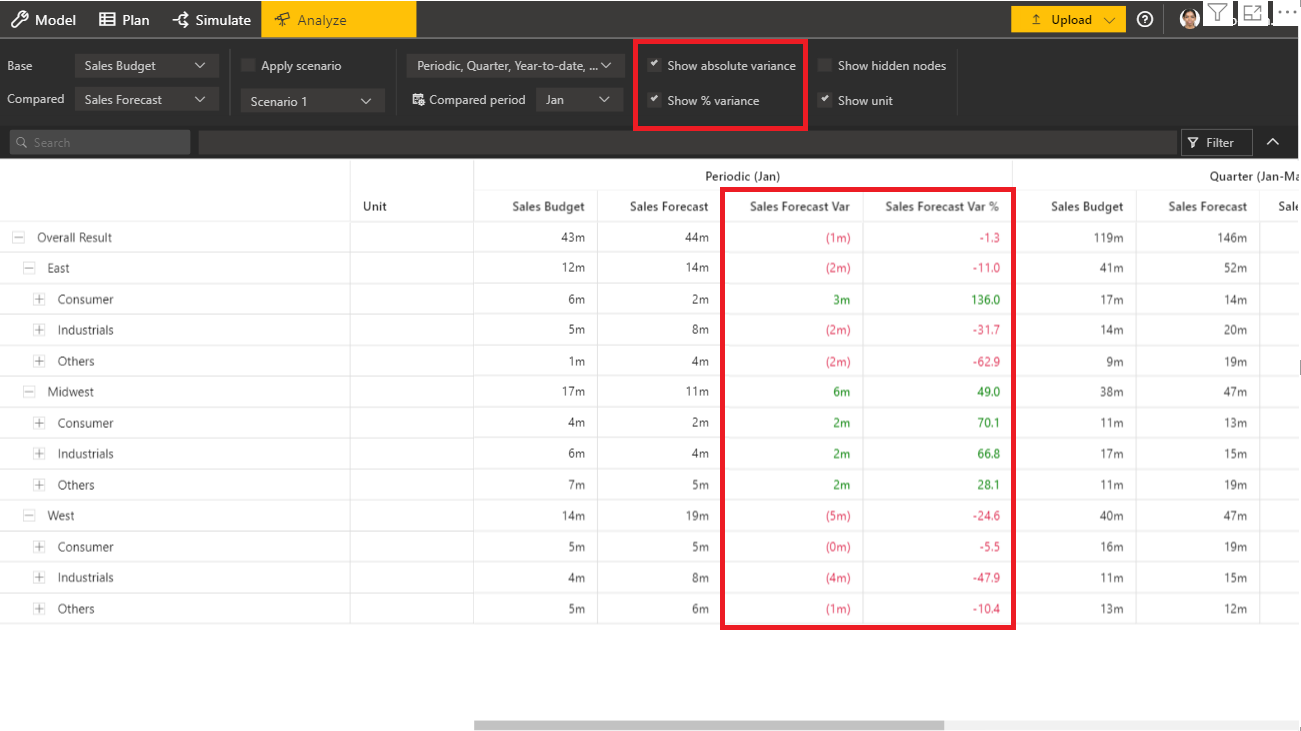 Model Plan Simulate Analyze Upload
Base Sales Budget Apply scenario Periodic, Quarter, Year-to-date, ... Show absolute variance Show hidden nodes
Compared Sales Forecast Scenario 1 Compared period Jan Show % variance Show unit
Search Filter
Periodic (Jan) Quarter (Jan-Ma
Unit Sales Budget Sales Forecast Sales Forecast Var Sales Forecast Var % Sales Budget Sales Forecast
Overall Result 43m 44m (1m) -1.3 119m 146m
East 12m 14m (2m) -11.0 41m 52m
Consumer 6m 2m 3m 136.0 17m 14m
Industrials 5m 8m (2m) -31.7 14m 20m
Others 1m 4m (2m) -62.9 9m 19m
Midwest 17m 11m 6m 49.0 38m 47m
Consumer 4m 2m 2m 70.1 11m 13m
Industrials 6m 4m 2m 66.8 17m 15m
Others 7m 5m 2m 28.1 11m 19m
West 14m 19m (5m) -24.6 40m 47m
Consumer 5m 5m (0m) -5.5 16m 19m
Industrials 4m 8m (4m) -47.9 11m 15m
Others 5m 6m (1m) -10.4 13m 12m